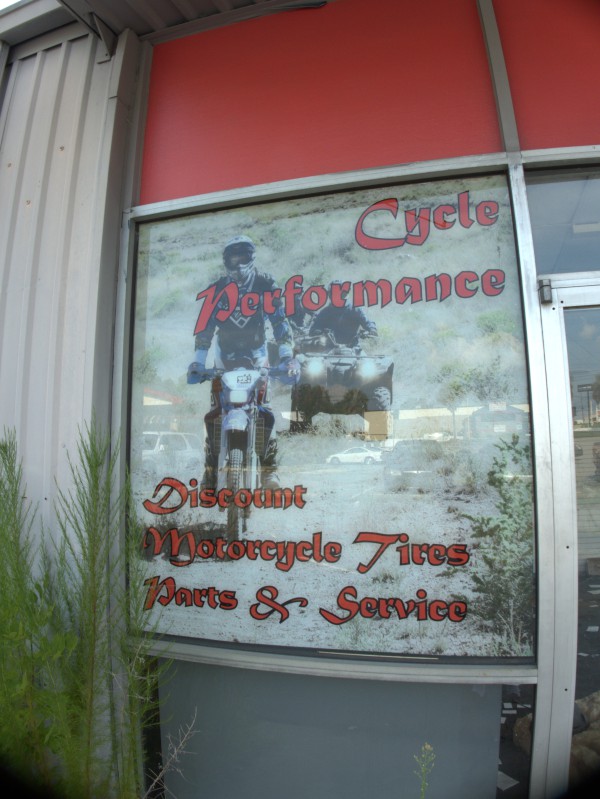 Cycle
Performance
Discount
Motorcycle Tires
Parts & Service